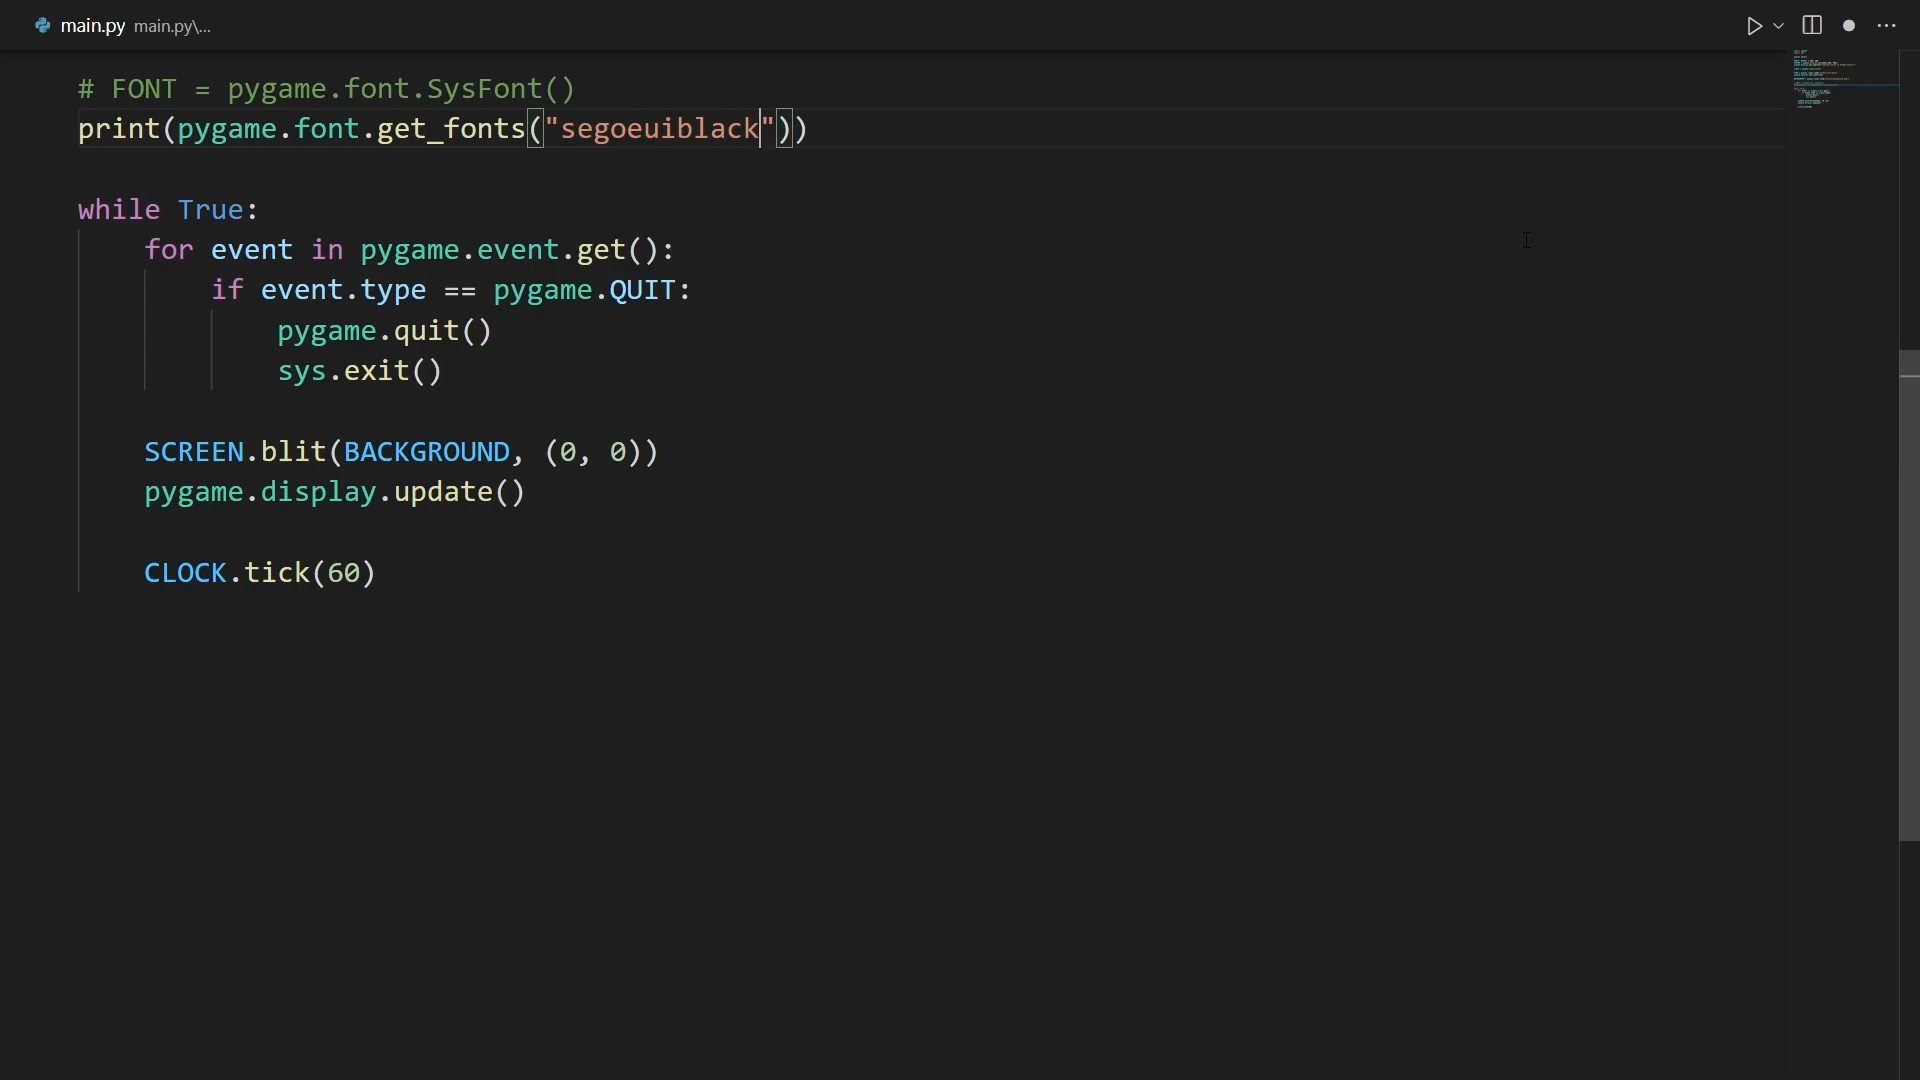 main.py main.py\...
# FONT = pygame.font.SysFont()
print(pygame.font.get_fonts("segoeuiblack"))
while True:
    for event in pygame.event.get():
        if event.type == pygame.QUIT:
            pygame.quit()
            sys.exit()
    SCREEN.blit(BACKGROUND, (0, 0))
    pygame.display.update()
    CLOCK.tick(60)